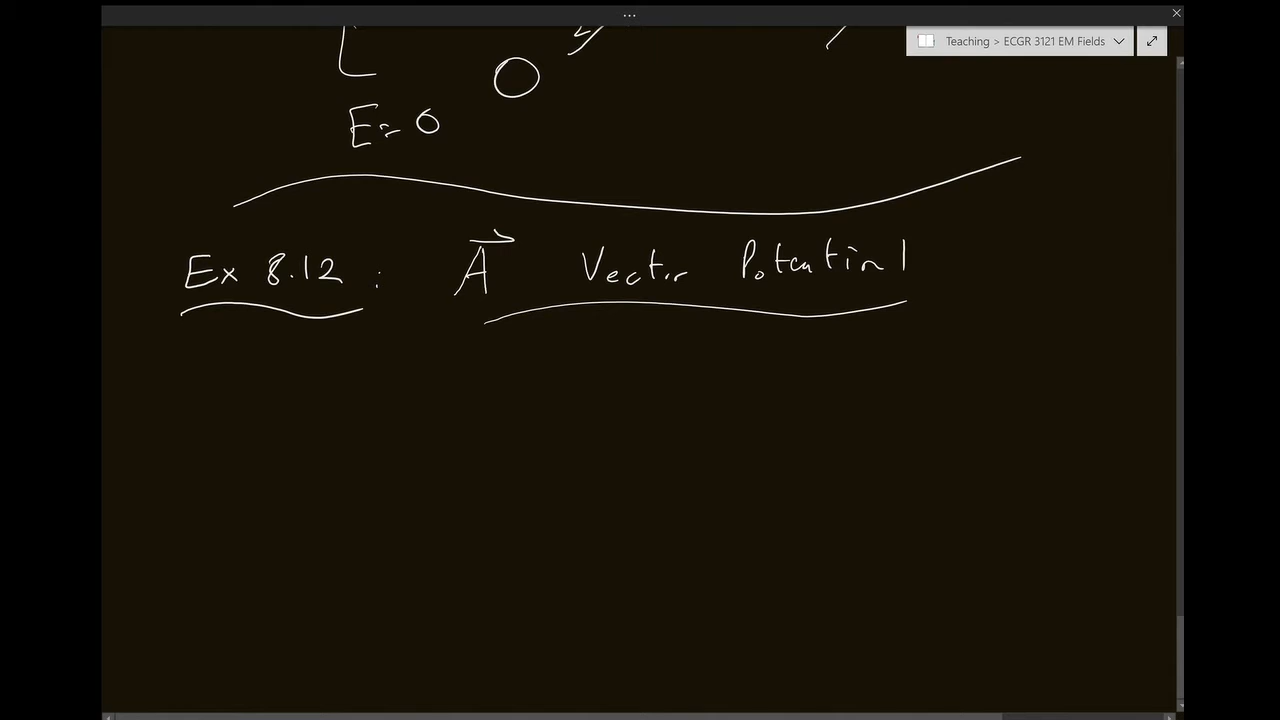 Teaching > ECGR 3121 EM Fields
E = 0
Ex 8.12 : A Vector Potential